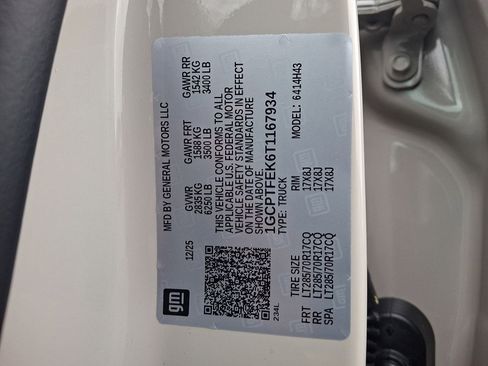 gm
MFD BY GENERAL MOTORS LLC
12/25 GVWR GAWR FRT GAWR RR
2835 KG 1588 KG 1542 KG
6250 LB 3500 LB 3400 LB
THIS VEHICLE CONFORMS TO ALL
APPLICABLE U.S. FEDERAL MOTOR
VEHICLE SAFETY STANDARDS IN EFFECT
ON THE DATE OF MANUFACTURE
SHOWN ABOVE.
1GCPTFEK6T1167934
TYPE: TRUCK MODEL: 6414H43
234L
TIRE SIZE RIM
FRT LT285/70R17CQ 17X8J
RR LT285/70R17CQ 17X8J
SPA LT285/70R17CQ 17X8J